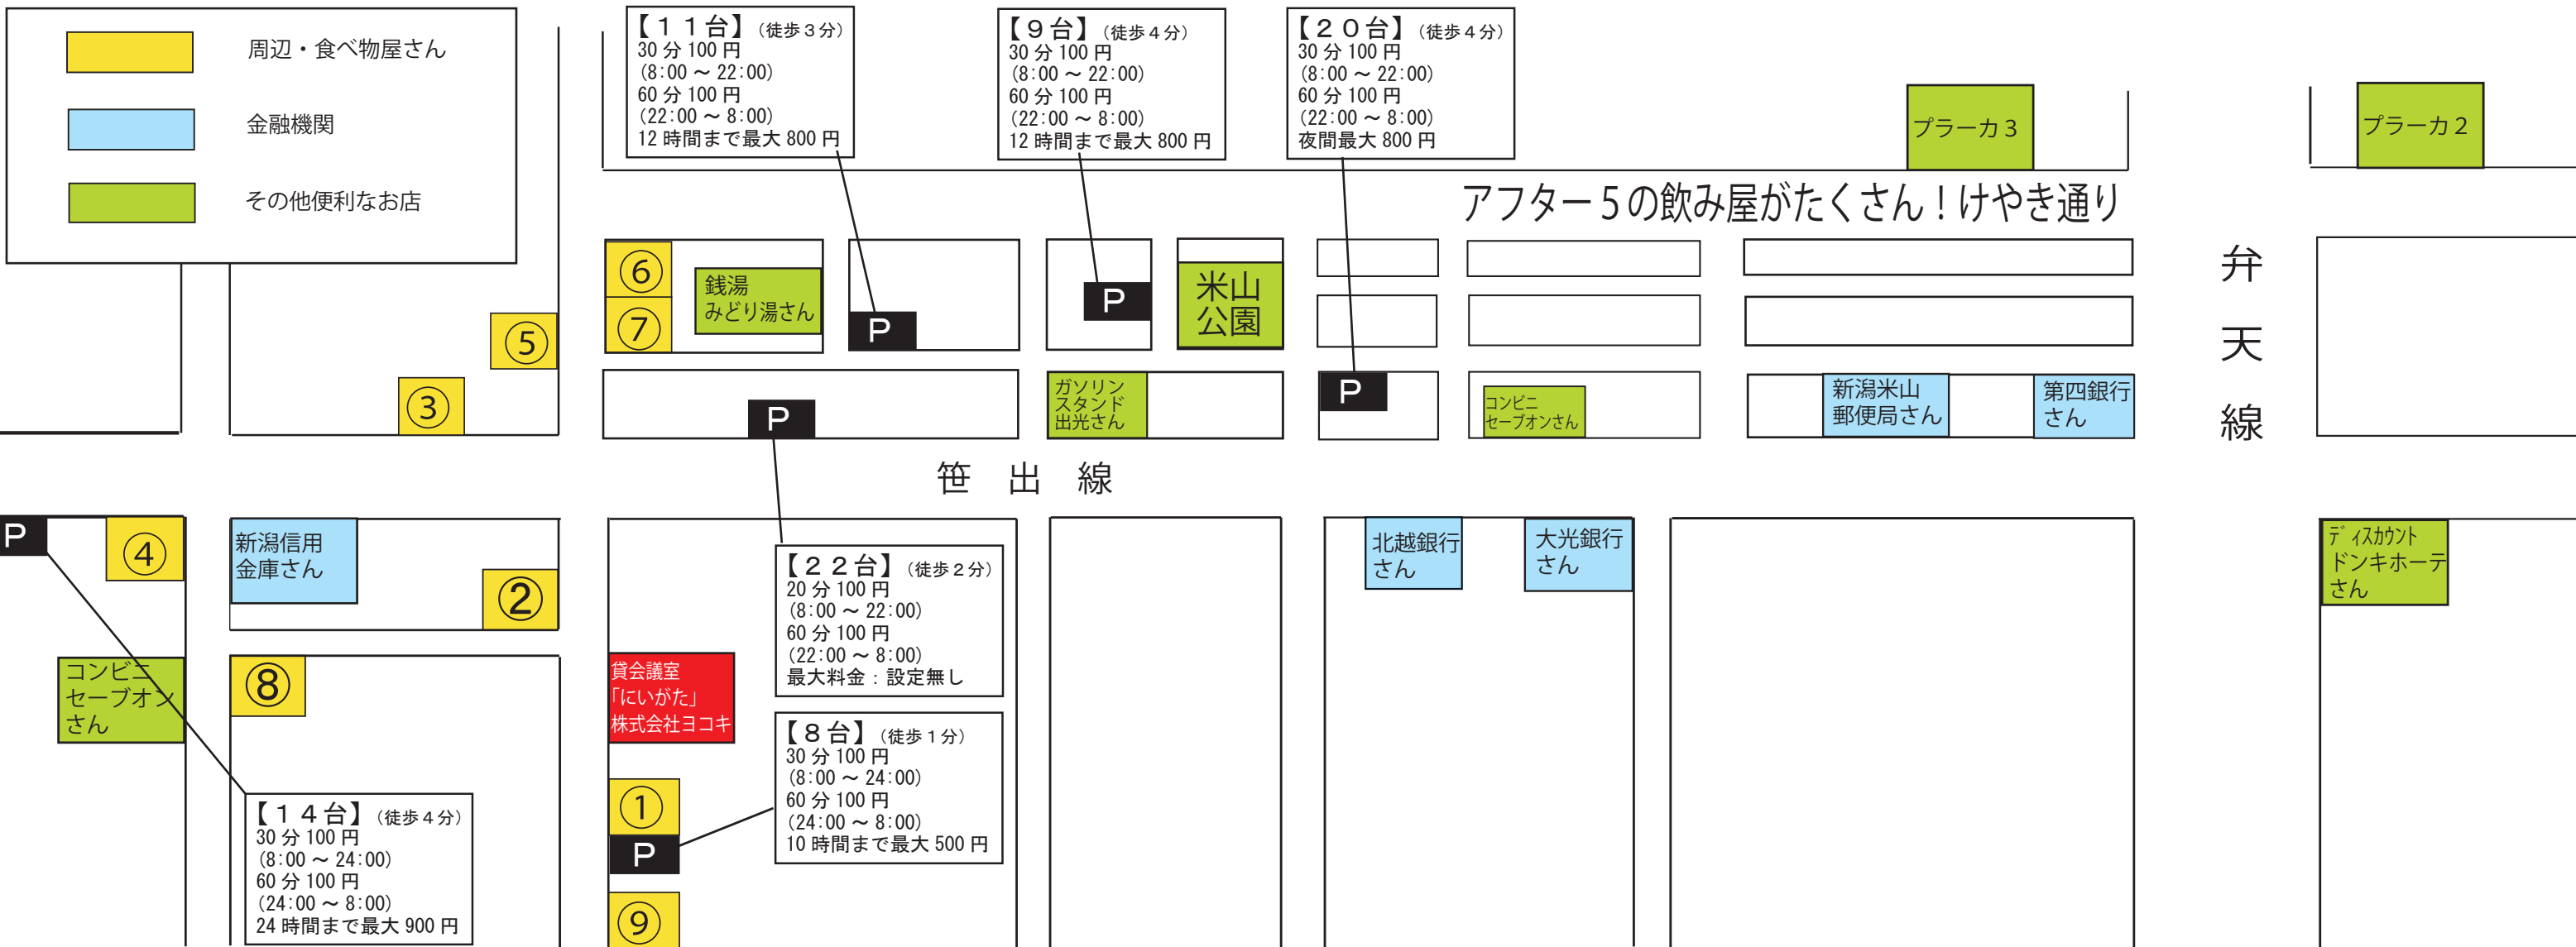 周辺・食べ物屋さん
金融機関
その他便利なお店
【１１台】（徒歩３分）
30 分 100 円
(8:00 ～ 22:00)
60 分 100 円
(22:00 ～ 8:00)
12 時間まで最大 800 円
【９台】（徒歩４分）
30 分 100 円
(8:00 ～ 22:00)
60 分 100 円
(22:00 ～ 8:00)
12 時間まで最大 800 円
【２０台】（徒歩４分）
30 分 100 円
(8:00 ～ 22:00)
60 分 100 円
(22:00 ～ 8:00)
夜間最大 800 円
プラーカ３
プラーカ２
アフター５の飲み屋がたくさん！けやき通り
弁
天
線
⑥
⑦
銭湯
みどり湯さん
P
P
米山
公園
⑤
③
P
ガソリン
スタンド
出光さん
P
コンビニ
セーブオンさん
新潟米山
郵便局さん
第四銀行
さん
笹 出 線
P
④
新潟信用
金庫さん
②
【２２台】（徒歩２分）
20 分 100 円
(8:00 ～ 22:00)
60 分 100 円
(22:00 ～ 8:00)
最大料金：設定無し
北越銀行
さん
大光銀行
さん
ディスカウント
ドンキホーテ
さん
コンビニ
セーブオン
さん
⑧
貸会議室
「にいがた」
株式会社ヨコキ
【８台】（徒歩１分）
30 分 100 円
(8:00 ～ 24:00)
60 分 100 円
(24:00 ～ 8:00)
10 時間まで最大 500 円
①
P
⑨
【１４台】（徒歩４分）
30 分 100 円
(8:00 ～ 24:00)
60 分 100 円
(24:00 ～ 8:00)
24 時間まで最大 900 円